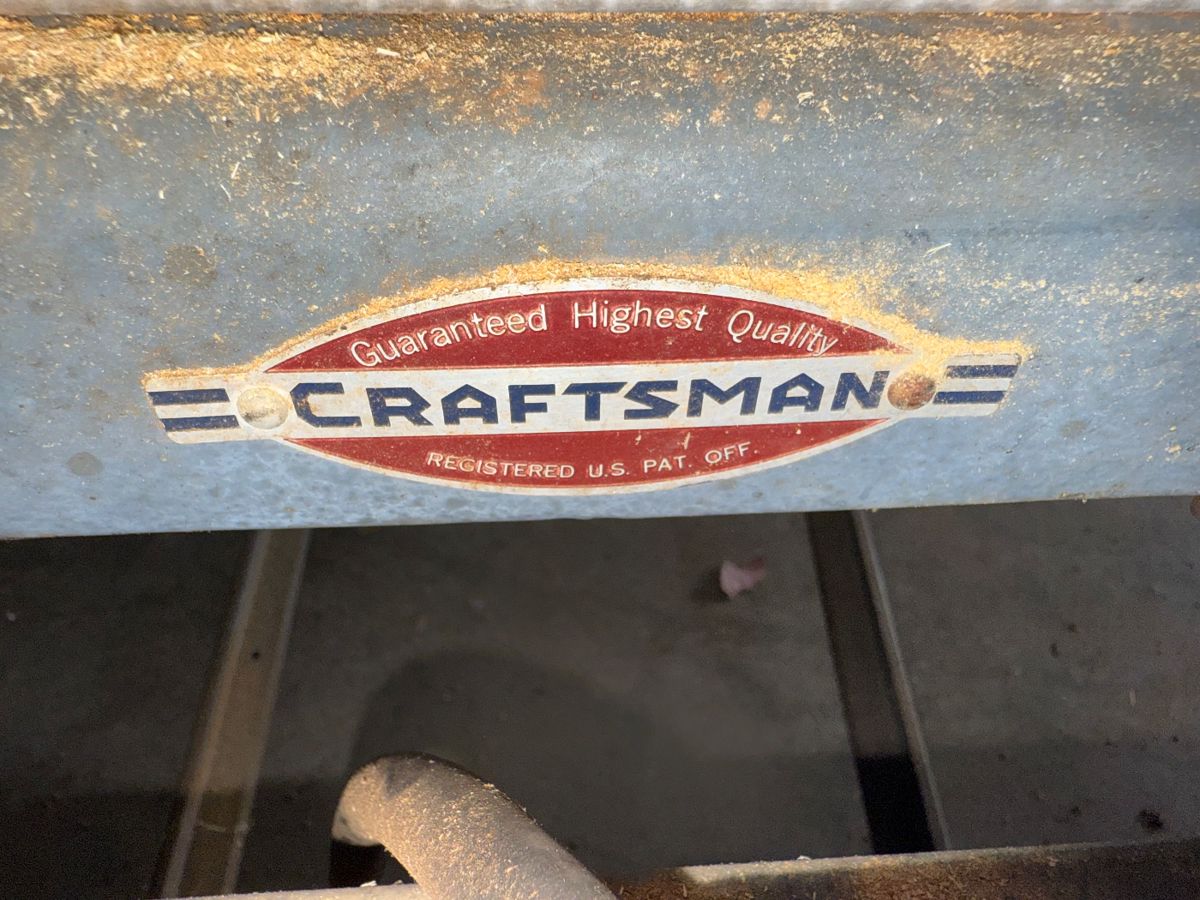 Guaranteed Highest Quality
CRAFTSMAN
REGISTERED U.S. PAT. OFF.